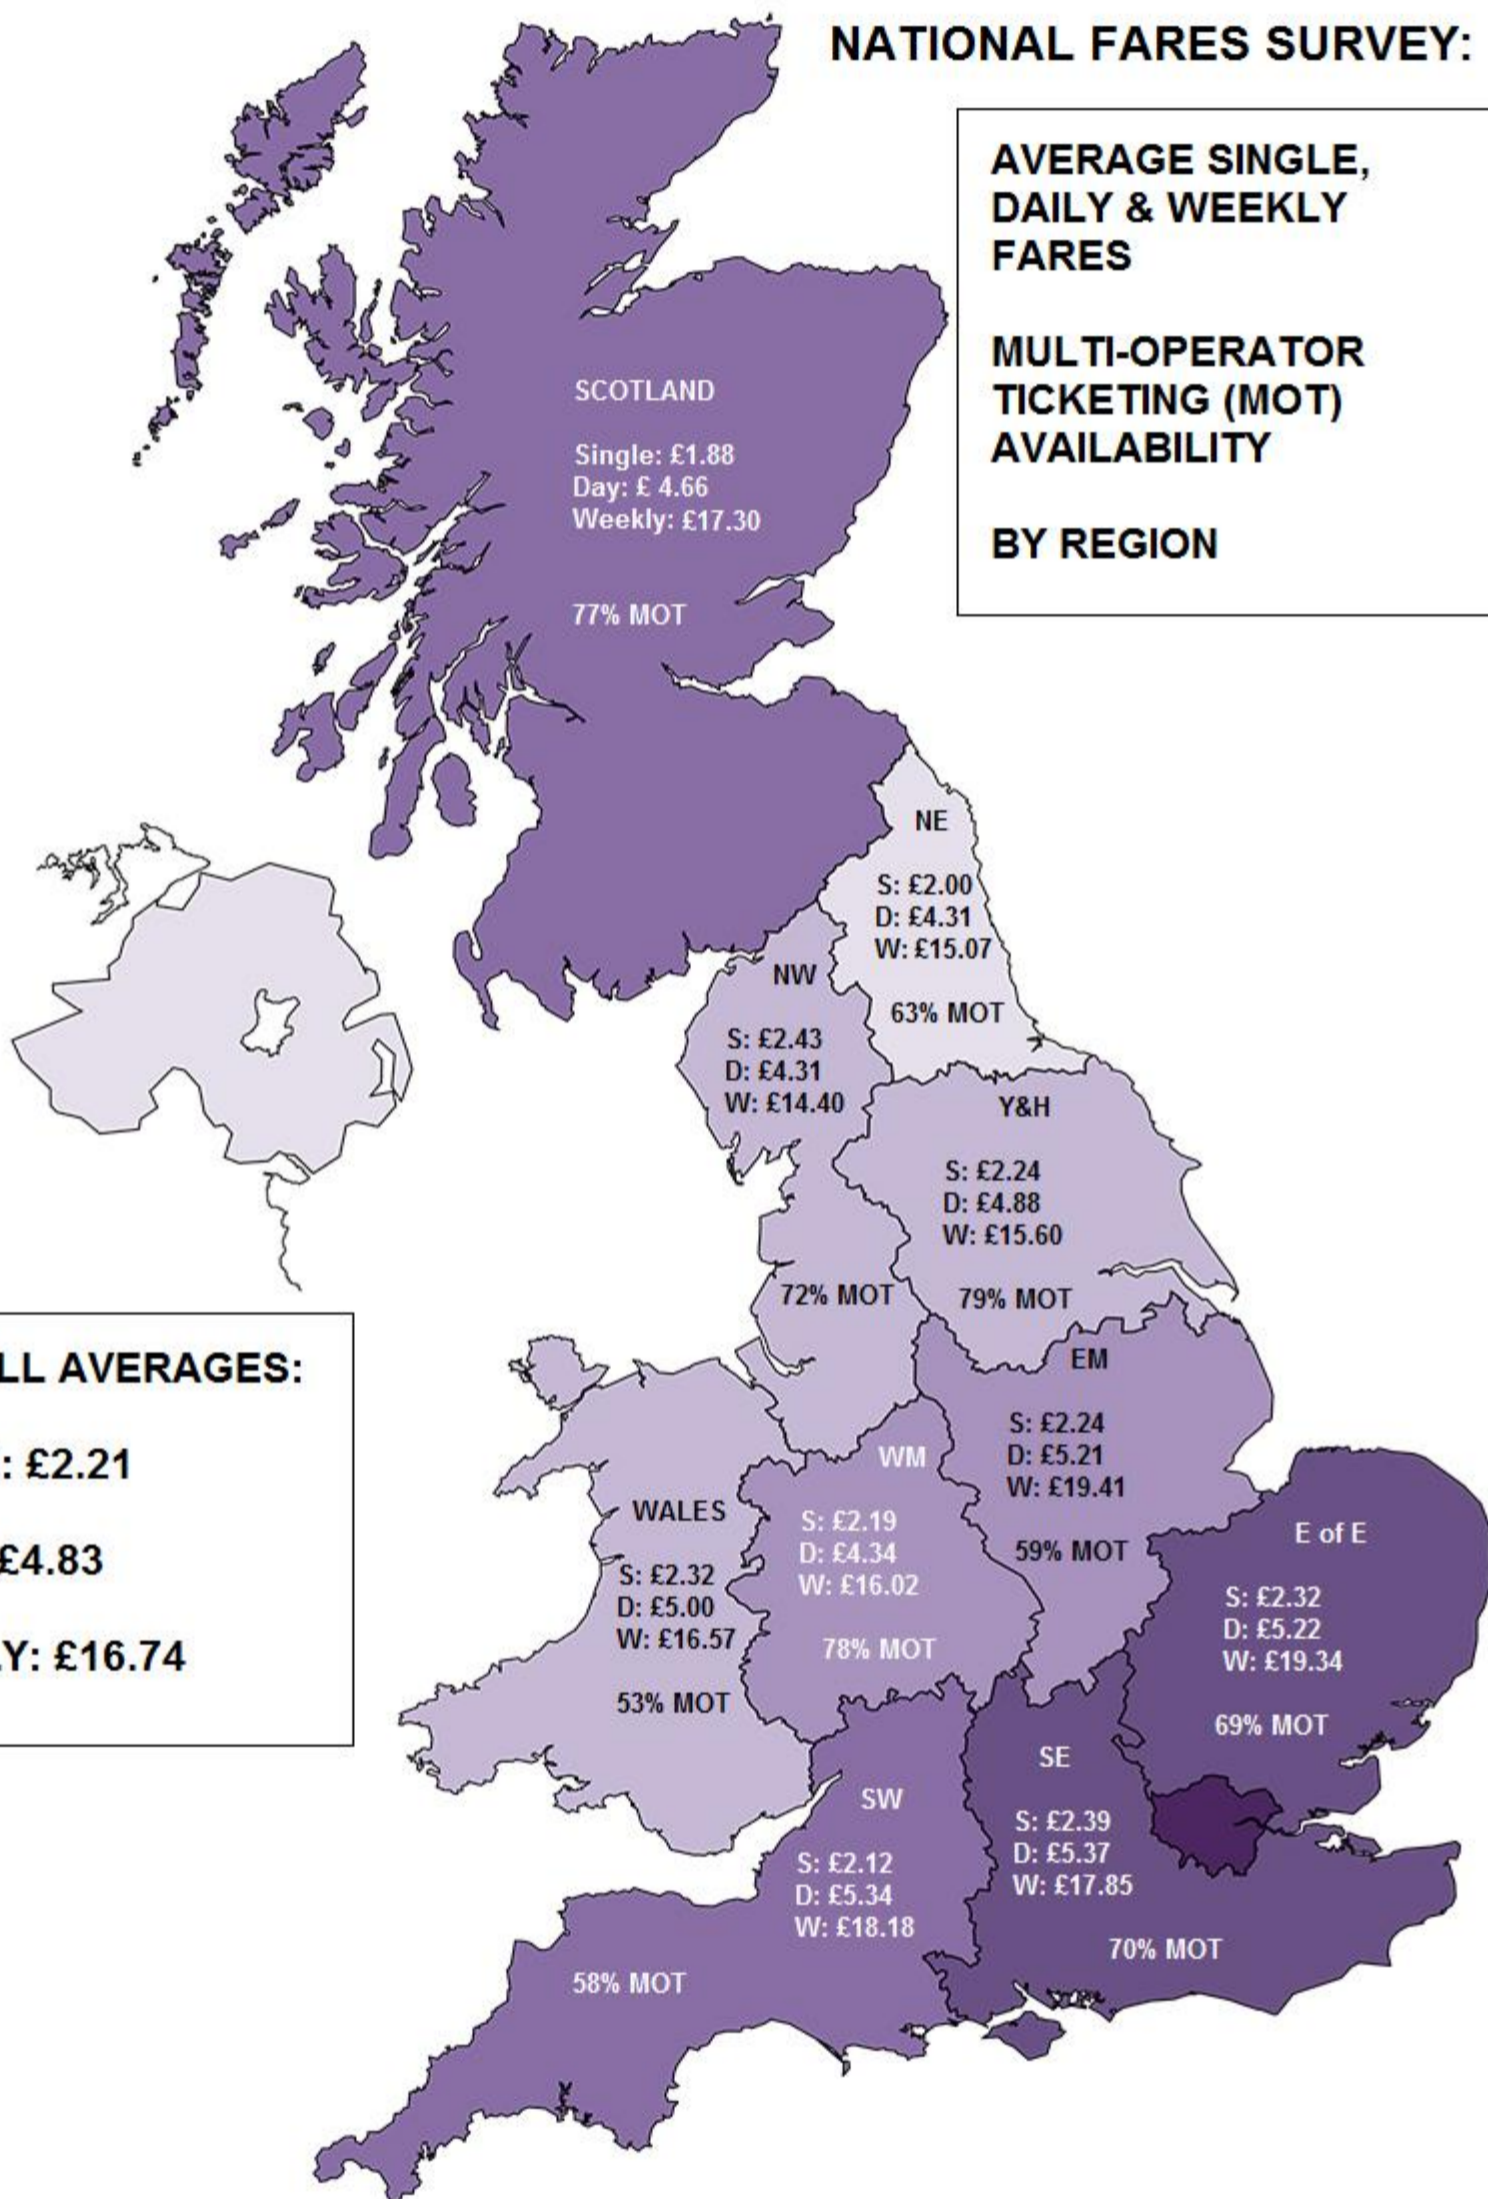 NATIONAL FARES SURVEY:
AVERAGE SINGLE,
DAILY & WEEKLY
FARES
MULTI-OPERATOR
TICKETING (MOT)
AVAILABILITY
BY REGION
SCOTLAND
Single: £1.88
Day: £ 4.66
Weekly: £17.30
77% MOT
NE
S: £2.00
D: £4.31
W: £15.07
63% MOT
NW
S: £2.43
D: £4.31
W: £14.40
72% MOT
Y&H
S: £2.24
D: £4.88
W: £15.60
79% MOT
LL AVERAGES:
: £2.21
£4.83
Y: £16.74
EM
S: £2.24
D: £5.21
W: £19.41
59% MOT
WM
S: £2.19
D: £4.34
W: £16.02
78% MOT
WALES
S: £2.32
D: £5.00
W: £16.57
53% MOT
E of E
S: £2.32
D: £5.22
W: £19.34
69% MOT
SE
S: £2.39
D: £5.37
W: £17.85
70% MOT
SW
S: £2.12
D: £5.34
W: £18.18
58% MOT